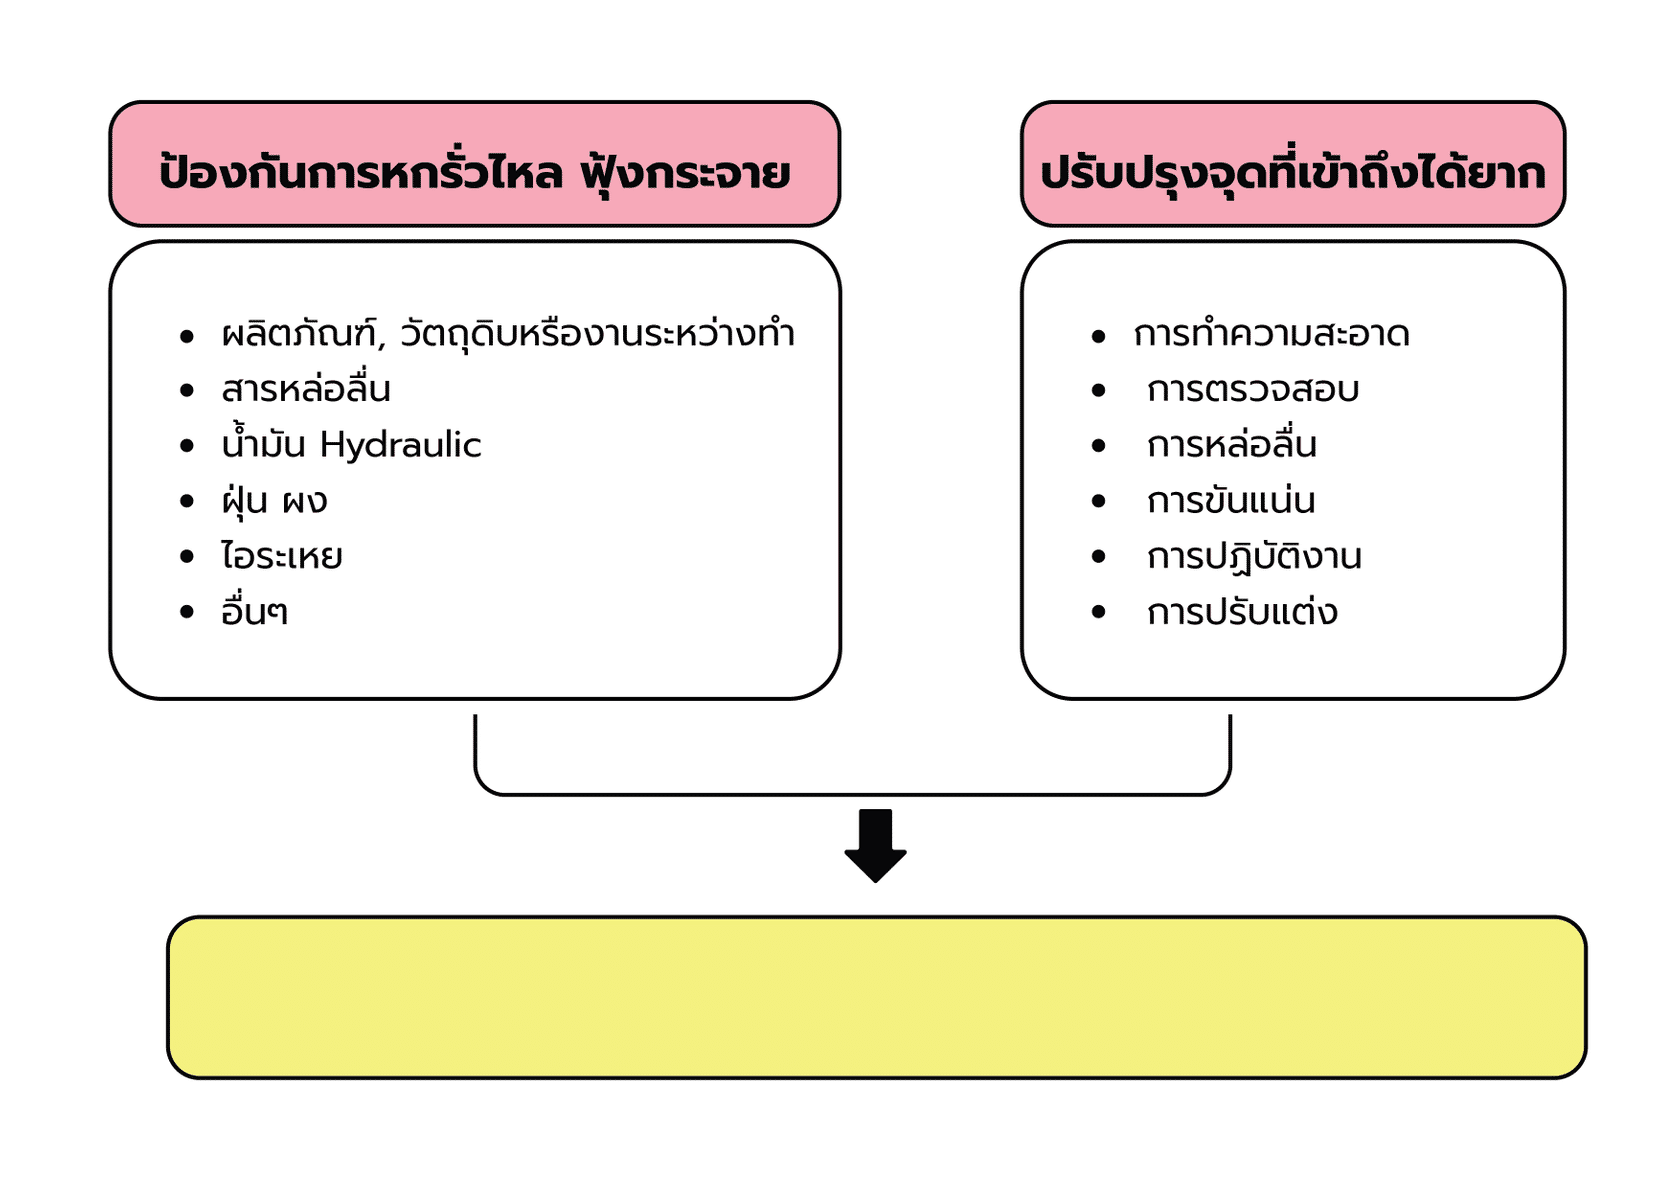 ป้องกันการหกรั่วไหล ฟุ้งกระจาย
• ผลิตภัณฑ์, วัตถุดิบหรืองานระหว่างทำ
• สารหล่อลื่น
• น้ำมัน Hydraulic
• ฝุ่น ผง
• ไอระเหย
• อื่นๆ
ปรับปรุงจุดที่เข้าถึงได้ยาก
• การทำความสะอาด
• การตรวจสอบ
• การหล่อลื่น
• การขันแน่น
• การปฏิบัติงาน
• การปรับแต่ง